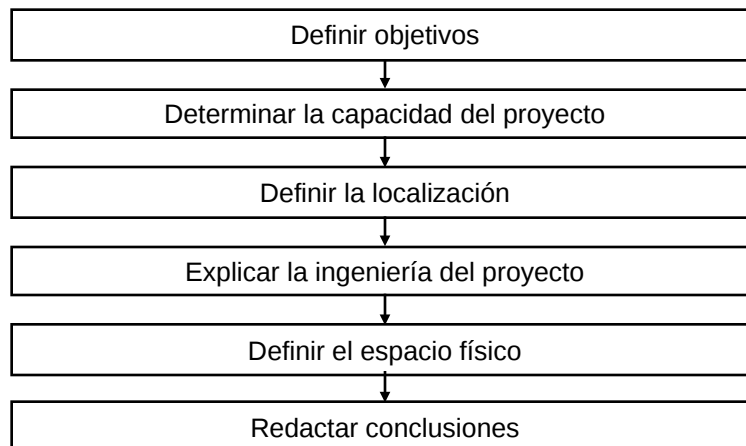 Definir objetivos
Determinar la capacidad del proyecto
Definir la localización
Explicar la ingeniería del proyecto
Definir el espacio físico
Redactar conclusiones